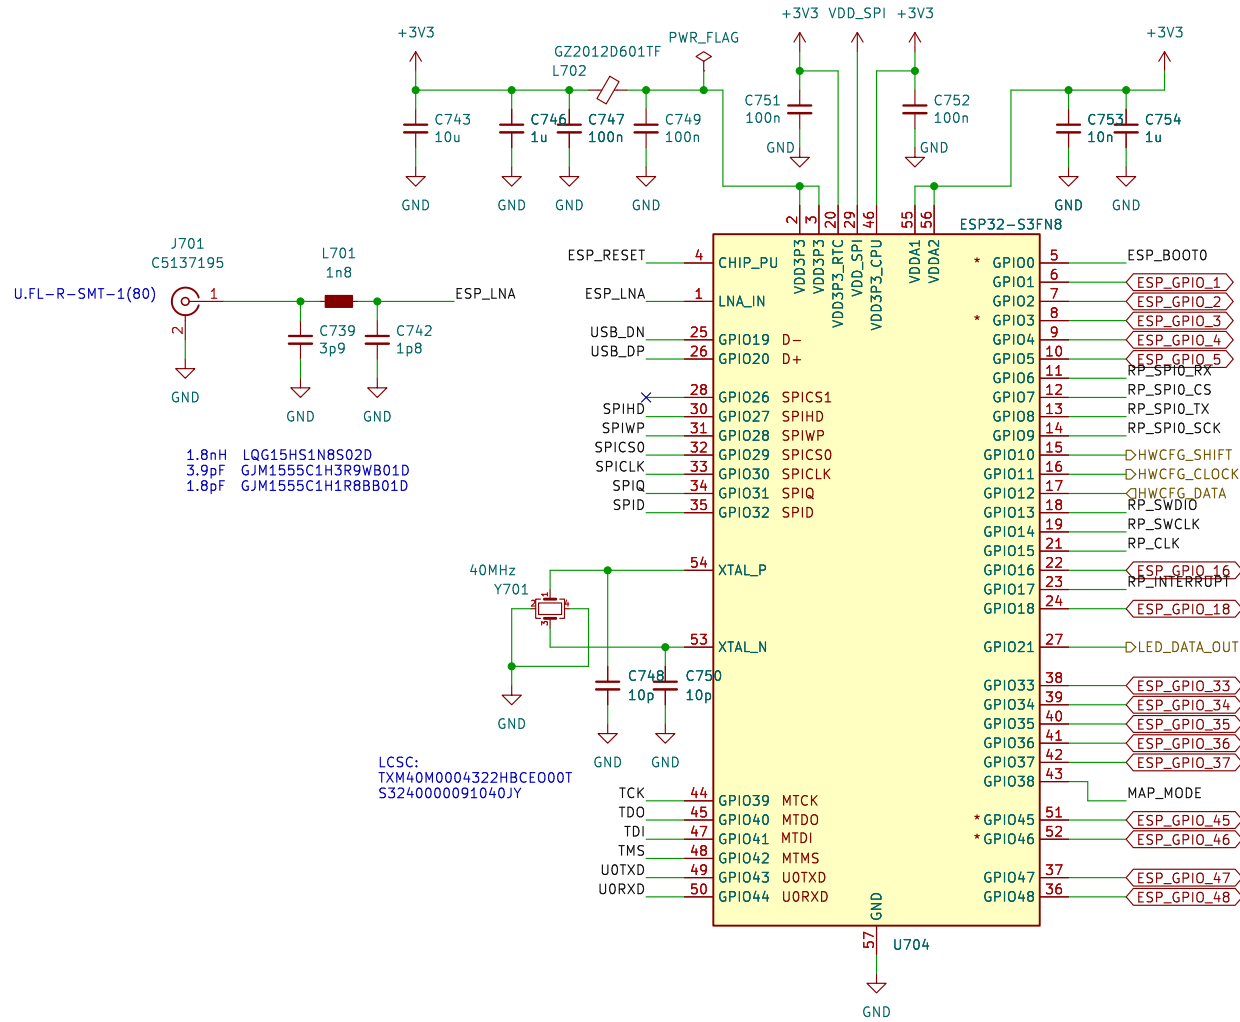 +3V3
GZ2012D601TF
L702
PWR_FLAG
+3V3
VDD_SPI
+3V3
+3V3
C743
10u
C746
1u
C747
100n
C749
100n
C751
100n
C752
100n
C753
10n
C754
1u
GND
GND
GND
GND
GND
GND
GND
GND
J701
C5137195
U.FL-R-SMT-1(80)
1
2
GND
L701
1n8
ESP_LNA
C739
3p9
C742
1p8
GND
GND
1.8nH LQG15HS1N8S02D
3.9pF GJM1555C1H3R9WB01D
1.8pF GJM1555C1H1R8BB01D
2
3
20
29
46
55
56
VDD3P3
VDD3P3
VDD3P3_RTC
VDD_SPI
VDD3P3_CPU
VDDA1
VDDA2
ESP32-S3FN8
ESP_RESET 4 CHIP_PU
ESP_LNA 1 LNA_IN
USB_DN 25 GPIO19 D-
USB_DP 26 GPIO20 D+
28 GPIO26 SPICS1
SPIHD 30 GPIO27 SPIHD
SPIWP 31 GPIO28 SPIWP
SPICS0 32 GPIO29 SPICS0
SPICLK 33 GPIO30 SPICLK
SPIQ 34 GPIO31 SPIQ
SPID 35 GPIO32 SPID
54 XTAL_P
53 XTAL_N
TCK 44 GPIO39 MTCK
TDO 45 GPIO40 MTDO
TDI 47 GPIO41 MTDI
TMS 48 GPIO42 MTMS
U0TXD 49 GPIO43 U0TXD
U0RXD 50 GPIO44 U0RXD
* GPIO0 5 ESP_BOOT0
GPIO1 6 ESP_GPIO_1
GPIO2 7 ESP_GPIO_2
* GPIO3 8 ESP_GPIO_3
GPIO4 9 ESP_GPIO_4
GPIO5 10 ESP_GPIO_5
GPIO6 11 RP_SPI0_RX
GPIO7 12 RP_SPI0_CS
GPIO8 13 RP_SPI0_TX
GPIO9 14 RP_SPI0_SCK
GPIO10 15 HWCFG_SHIFT
GPIO11 16 HWCFG_CLOCK
GPIO12 17 HWCFG_DATA
GPIO13 18 RP_SWDIO
GPIO14 19 RP_SWCLK
GPIO15 21 RP_CLK
GPIO16 22 ESP_GPIO_16
GPIO17 23 RP_INTERRUPT
GPIO18 24 ESP_GPIO_18
GPIO21 27 LED_DATA_OUT
GPIO33 38 ESP_GPIO_33
GPIO34 39 ESP_GPIO_34
GPIO35 40 ESP_GPIO_35
GPIO36 41 ESP_GPIO_36
GPIO37 42 ESP_GPIO_37
GPIO38 43 MAP_MODE
* GPIO45 51 ESP_GPIO_45
* GPIO46 52 ESP_GPIO_46
GPIO47 37 ESP_GPIO_47
GPIO48 36 ESP_GPIO_48
40MHz
Y701
1
2
4
3
C748
10p
C750
10p
GND
GND
GND
LCSC:
TXM40M0004322HBCEO00T
S3240000091040JY
GND
57
U704
GND